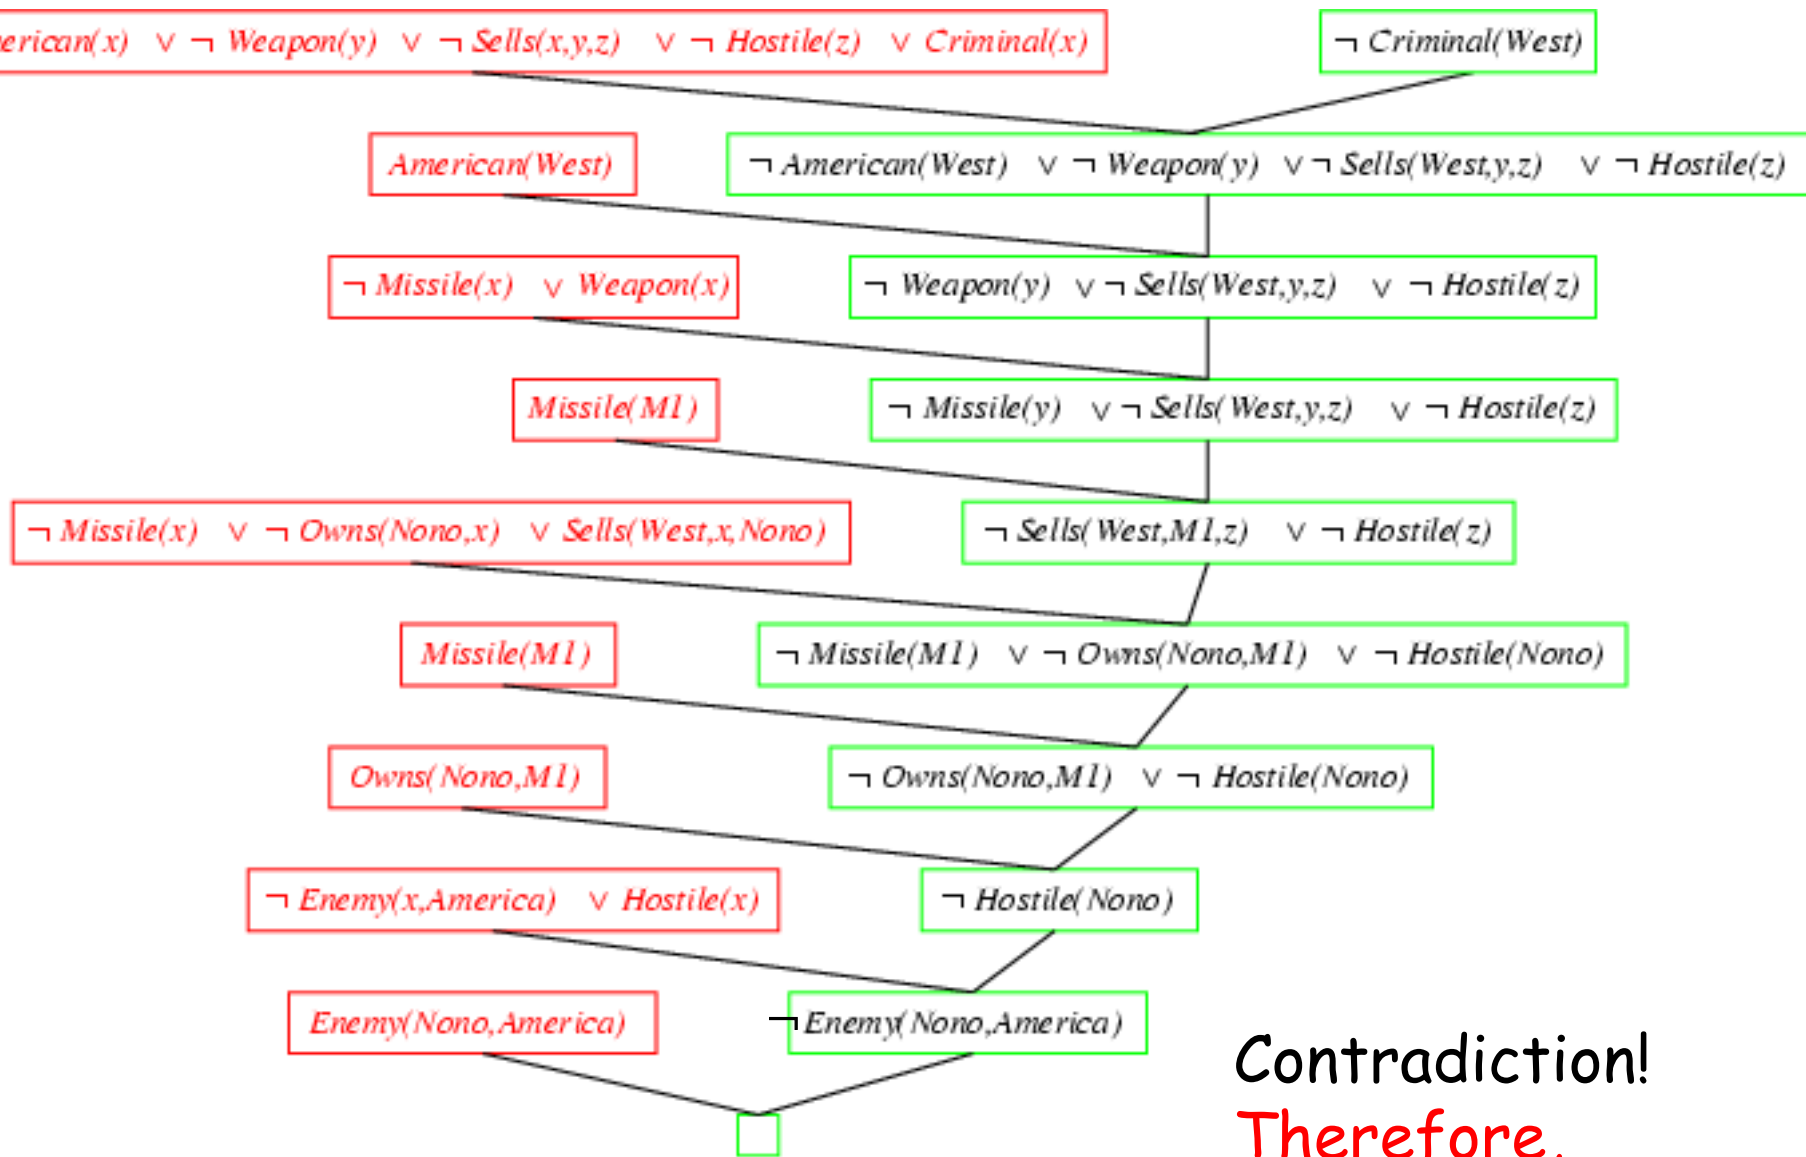 erican(x) ∨ ¬ Weapon(y) ∨ ¬ Sells(x,y,z) ∨ ¬ Hostile(z) ∨ Criminal(x)
¬ Criminal(West)
American(West)
¬ American(West) ∨ ¬ Weapon(y) ∨ ¬ Sells(West,y,z) ∨ ¬ Hostile(z)
¬ Missile(x) ∨ Weapon(x)
¬ Weapon(y) ∨ ¬ Sells(West,y,z) ∨ ¬ Hostile(z)
Missile(M1)
¬ Missile(y) ∨ ¬ Sells(West,y,z) ∨ ¬ Hostile(z)
¬ Missile(x) ∨ ¬ Owns(Nono,x) ∨ Sells(West,x,Nono)
¬ Sells(West,M1,z) ∨ ¬ Hostile(z)
Missile(M1)
¬ Missile(M1) ∨ ¬ Owns(Nono,M1) ∨ ¬ Hostile(Nono)
Owns(Nono,M1)
¬ Owns(Nono,M1) ∨ ¬ Hostile(Nono)
¬ Enemy(x,America) ∨ Hostile(x)
¬ Hostile(Nono)
Enemy(Nono,America)
¬ Enemy(Nono,America)
Contradiction!
Therefore,